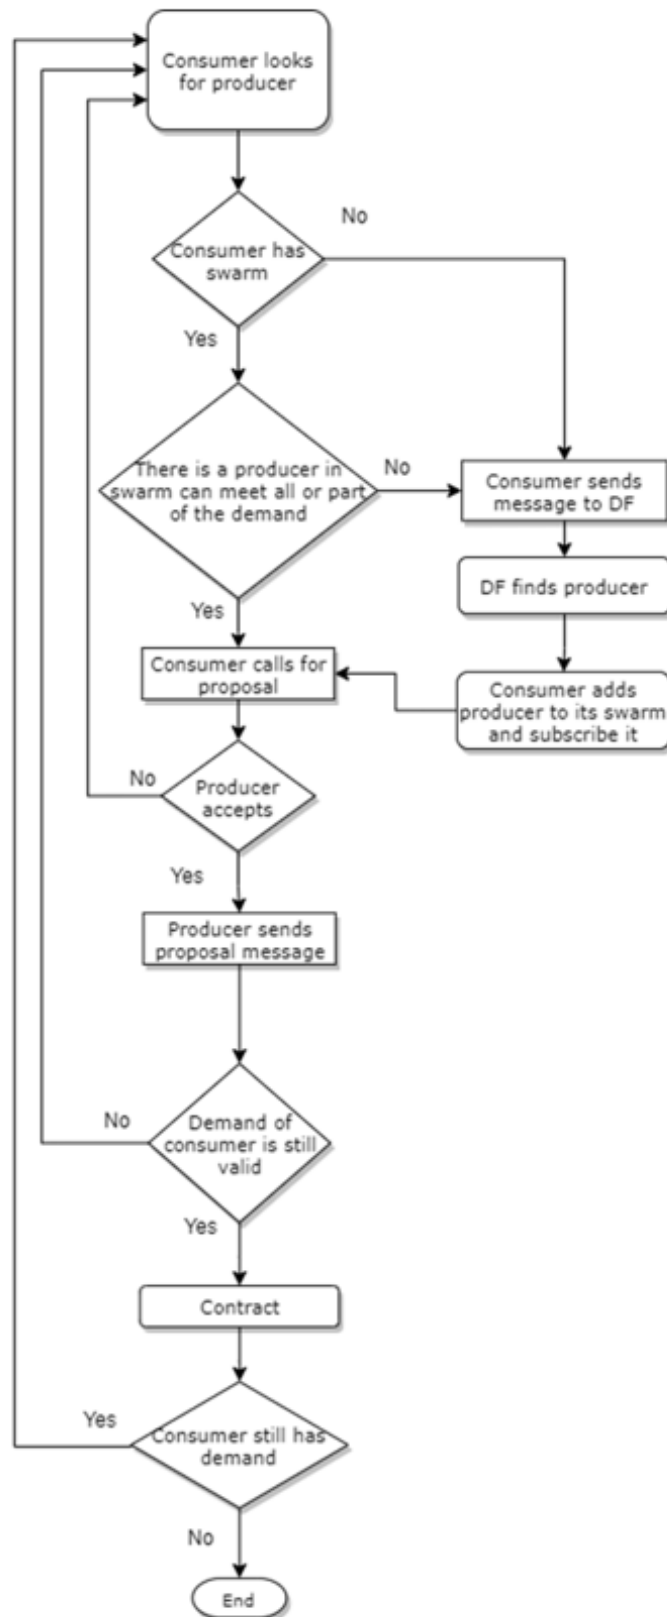 Consumer looks
for producer
No
Consumer has
swarm
Yes
There is a producer in
swarm can meet all or part
of the demand
No
Consumer sends
message to DF
DF finds producer
Yes
Consumer calls for
proposal
Consumer adds
producer to its swarm
and subscribe it
No
Producer
accepts
Yes
Producer sends
proposal message
No
Demand of
consumer is still
valid
Yes
Contract
Yes
Consumer still has
demand
No
End